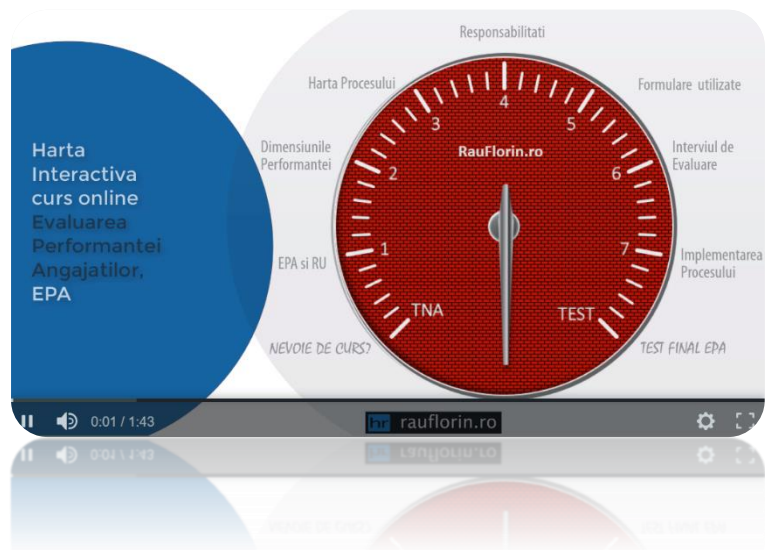 Harta
Interactiva
curs online
Evaluarea
Performantei
Angajatilor,
EPA
Responsabilitati
Harta Procesului
Formulare utilizate
Dimensiunile
Performantei
Interviul de
Evaluare
EPA si RU
Implementarea
Procesului
NEVOIE DE CURS?
TEST FINAL EPA
RauFlorin.ro
TNA
1
2
3
4
5
6
7
TEST
0:01 / 1:43
hr rauflorin.ro